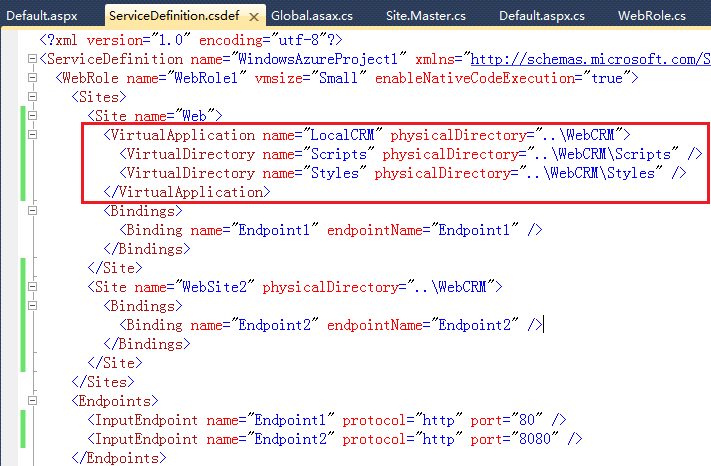 Default.aspx ServiceDefinition.csdef Global.asax.cs Site.Master.cs Default.aspx.cs WebRole.cs
<?xml version="1.0" encoding="utf-8"?>
<ServiceDefinition name="WindowsAzureProject1" xmlns="http://schemas.microsoft.com/S
<WebRole name="WebRole1" vmsize="Small" enableNativeCodeExecution="true">
<Sites>
<Site name="Web">
<VirtualApplication name="LocalCRM" physicalDirectory="..\WebCRM">
<VirtualDirectory name="Scripts" physicalDirectory="..\WebCRM\Scripts" />
<VirtualDirectory name="Styles" physicalDirectory="..\WebCRM\Styles" />
</VirtualApplication>
<Bindings>
<Binding name="Endpoint1" endpointName="Endpoint1" />
</Bindings>
</Site>
<Site name="WebSite2" physicalDirectory="..\WebCRM">
<Bindings>
<Binding name="Endpoint2" endpointName="Endpoint2" />
</Bindings>
</Site>
</Sites>
<Endpoints>
<InputEndpoint name="Endpoint1" protocol="http" port="80" />
<InputEndpoint name="Endpoint2" protocol="http" port="8080" />
</Endpoints>